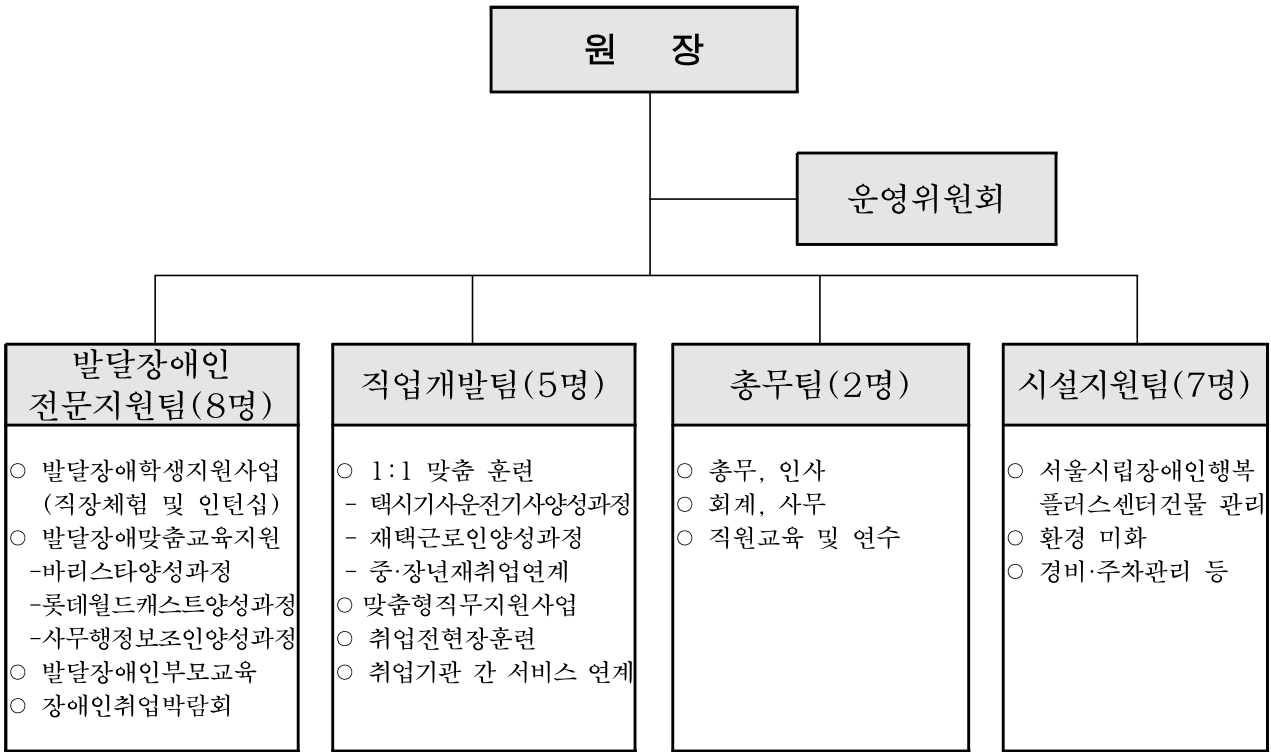 원 장
운영위원회
발달장애인
전문지원팀(8명)
○ 발달장애학생지원사업
(직장체험 및 인턴십)
○ 발달장애맞춤교육지원
-바리스타양성과정
-롯데월드캐스트양성과정
-사무행정보조인양성과정
○ 발달장애인부모교육
○ 장애인취업박람회
직업개발팀(5명)
○ 1:1 맞춤 훈련
- 택시기사운전기사양성과정
- 재택근로인양성과정
- 중·장년재취업연계
○ 맞춤형직무지원사업
○ 취업전현장훈련
○ 취업기관 간 서비스 연계
총무팀(2명)
○ 총무, 인사
○ 회계, 사무
○ 직원교육 및 연수
시설지원팀(7명)
○ 서울시립장애인행복
플러스센터건물 관리
○ 환경 미화
○ 경비·주차관리 등